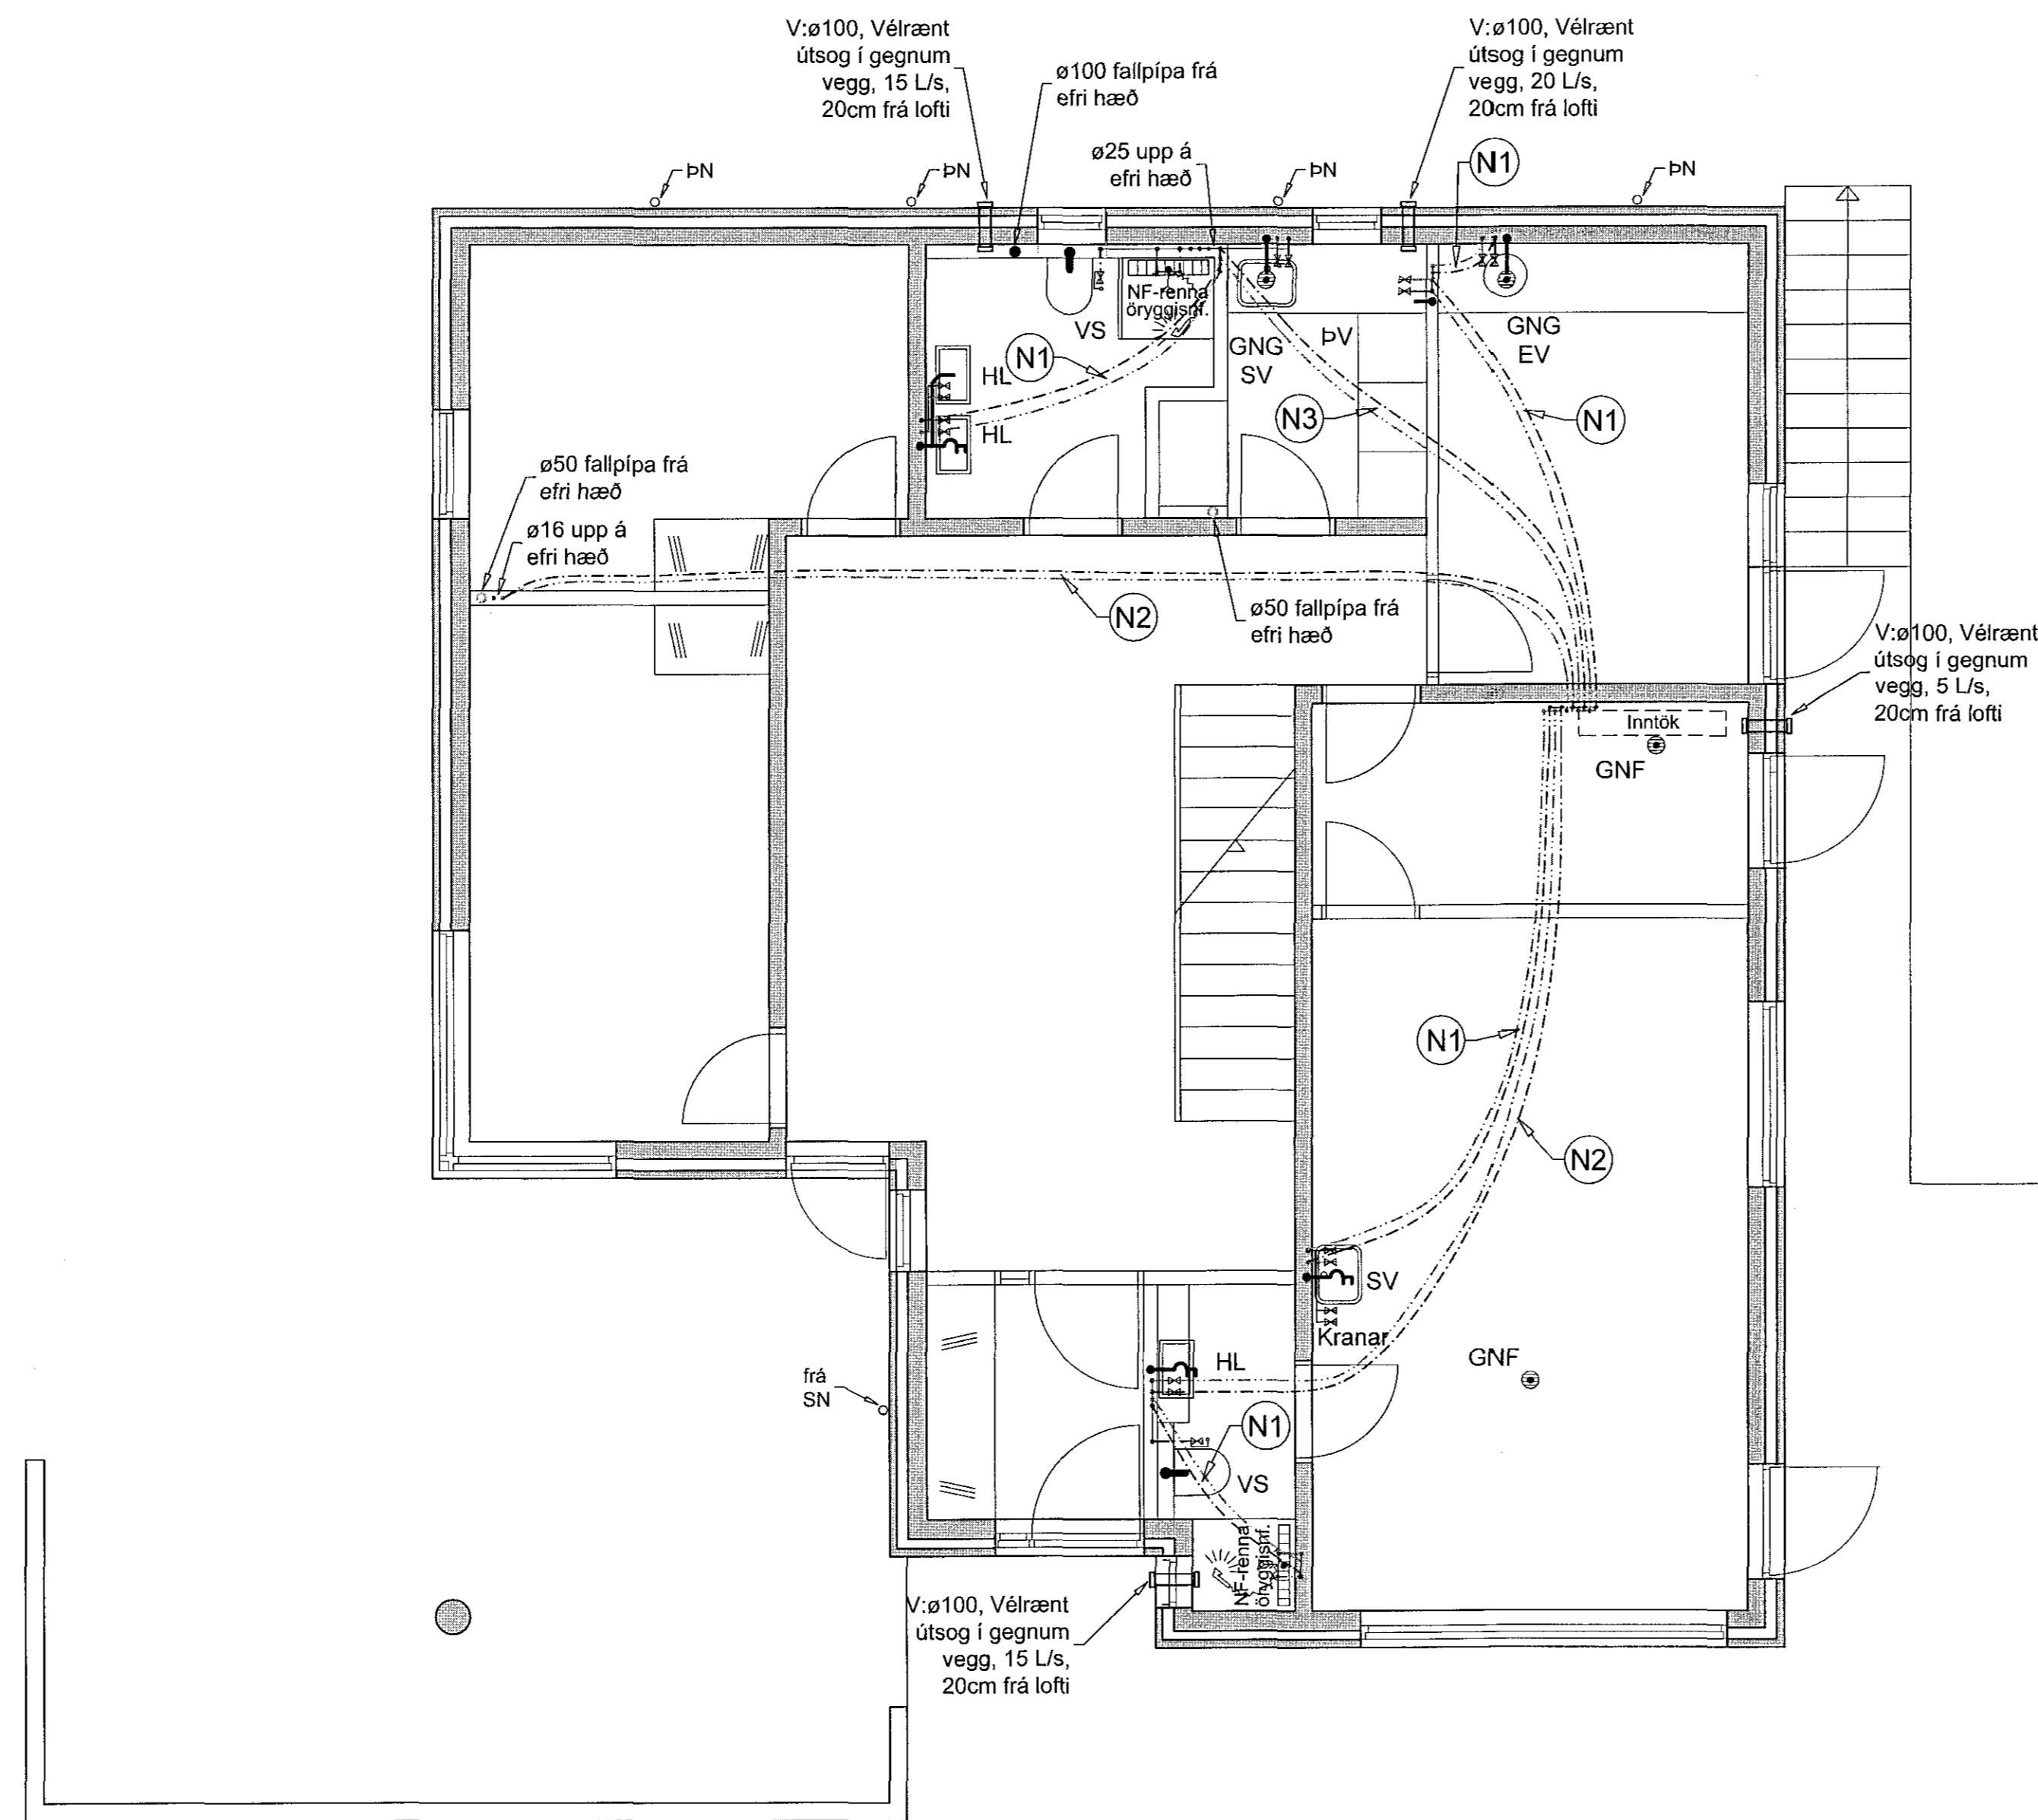 V:ø100, Vélrænt
útsog í gegnum
vegg, 15 L/s,
20cm frá lofti
ø100 fallpípa frá
efri hæð
V:ø100, Vélrænt
útsog í gegnum
vegg, 20 L/s,
20cm frá lofti
ø25 upp á
efri hæð
N1
ÞN
ÞN
ÞN
ÞN
NF-renna
öryggisnf.
VS
GNG
SV
ÞV
GNG
EV
N1
HL
HL
N3
N1
ø50 fallpípa frá
efri hæð
ø16 upp á
efri hæð
N2
ø50 fallpípa frá
efri hæð
V:ø100, Vélrænt
útsog í gegnum
vegg, 5 L/s,
20cm frá lofti
Inntök
GNF
N1
N2
SV
Kranar
HL
GNF
frá
SN
N1
VS
NF-renna
öryggisnf.
V:ø100, Vélrænt
útsog í gegnum
vegg, 15 L/s,
20cm frá lofti